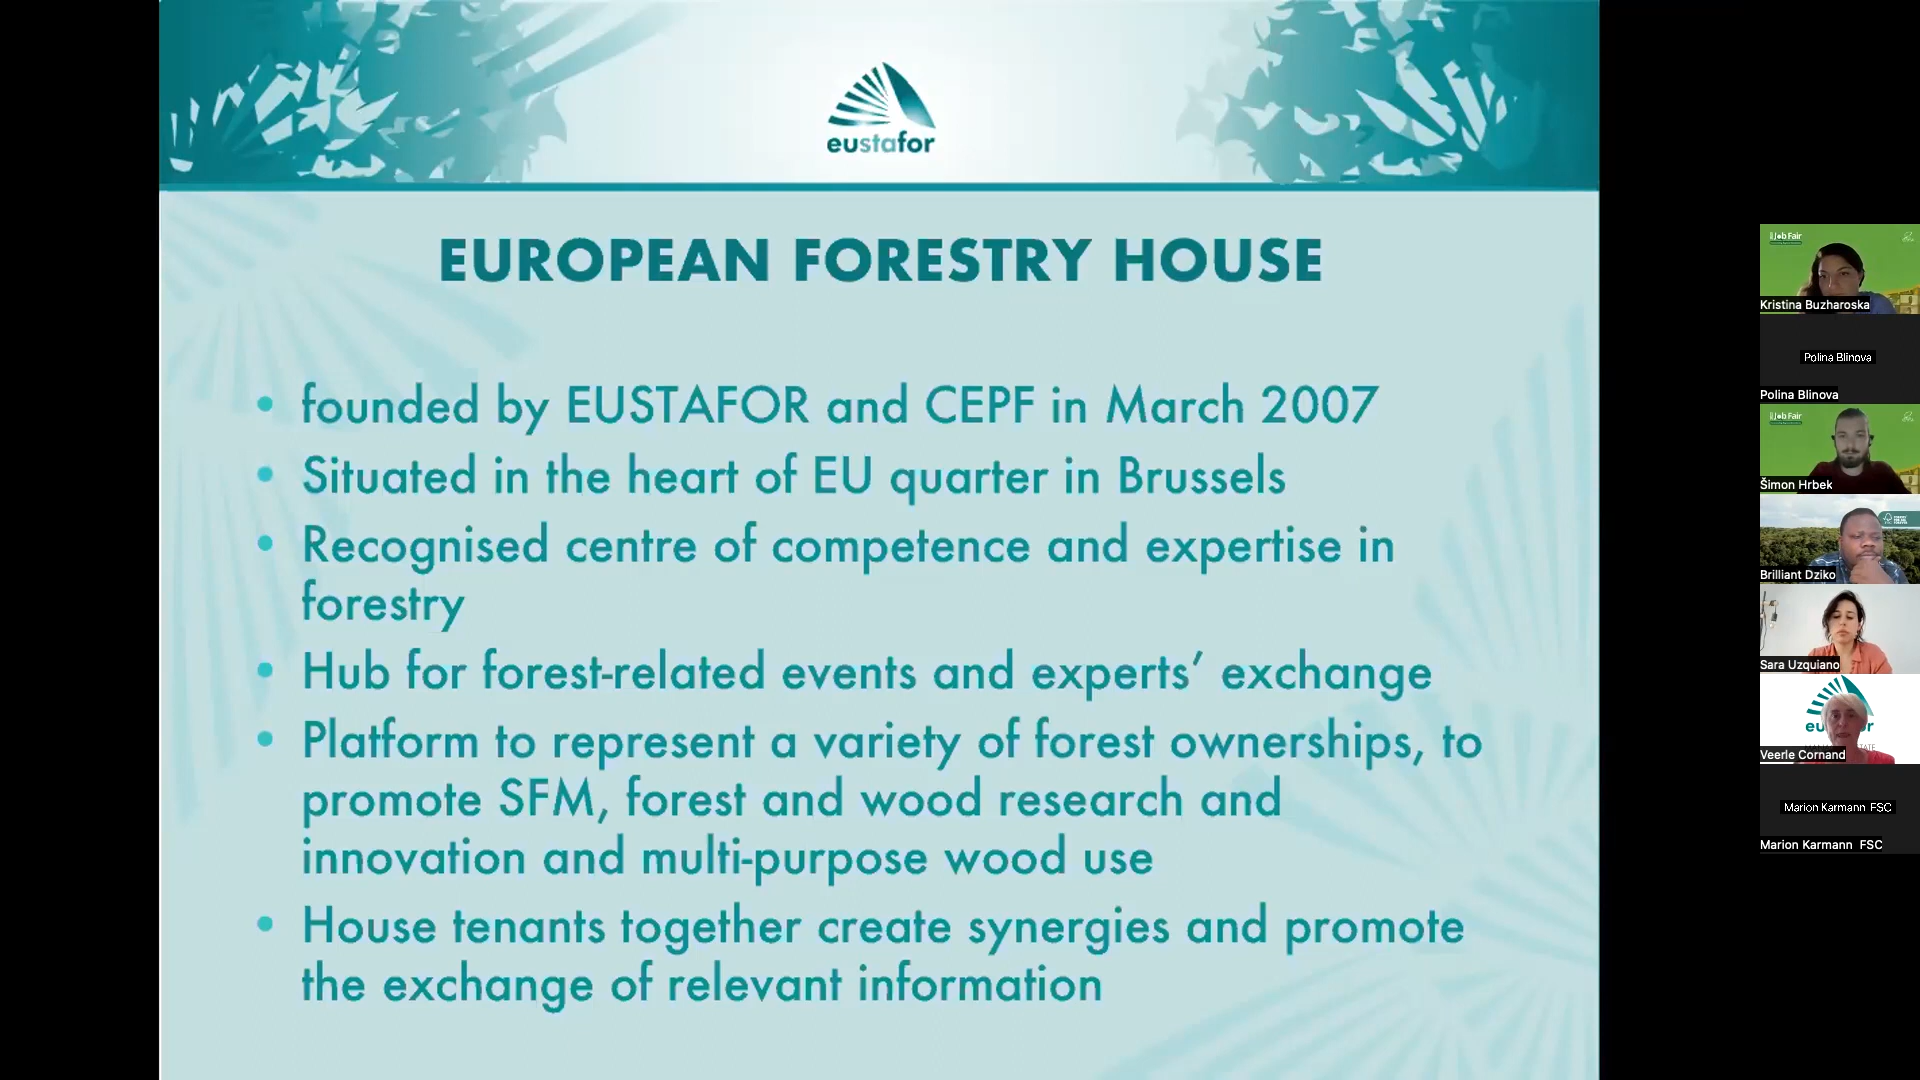 eustafor
EUROPEAN FORESTRY HOUSE
• founded by EUSTAFOR and CEPF in March 2007
• Situated in the heart of EU quarter in Brussels
• Recognised centre of competence and expertise in
forestry
• Hub for forest-related events and experts’ exchange
• Platform to represent a variety of forest ownerships, to
promote SFM, forest and wood research and
innovation and multi-purpose wood use
• House tenants together create synergies and promote
the exchange of relevant information
Job Fair
Kristina Buzharoska
Polina Blinova
Polina Blinova
Job Fair
Šimon Hrbek
Brilliant Dziko
Sara Uzquiano
Veerle Cornand
Marion Karmann FSC
Marion Karmann FSC